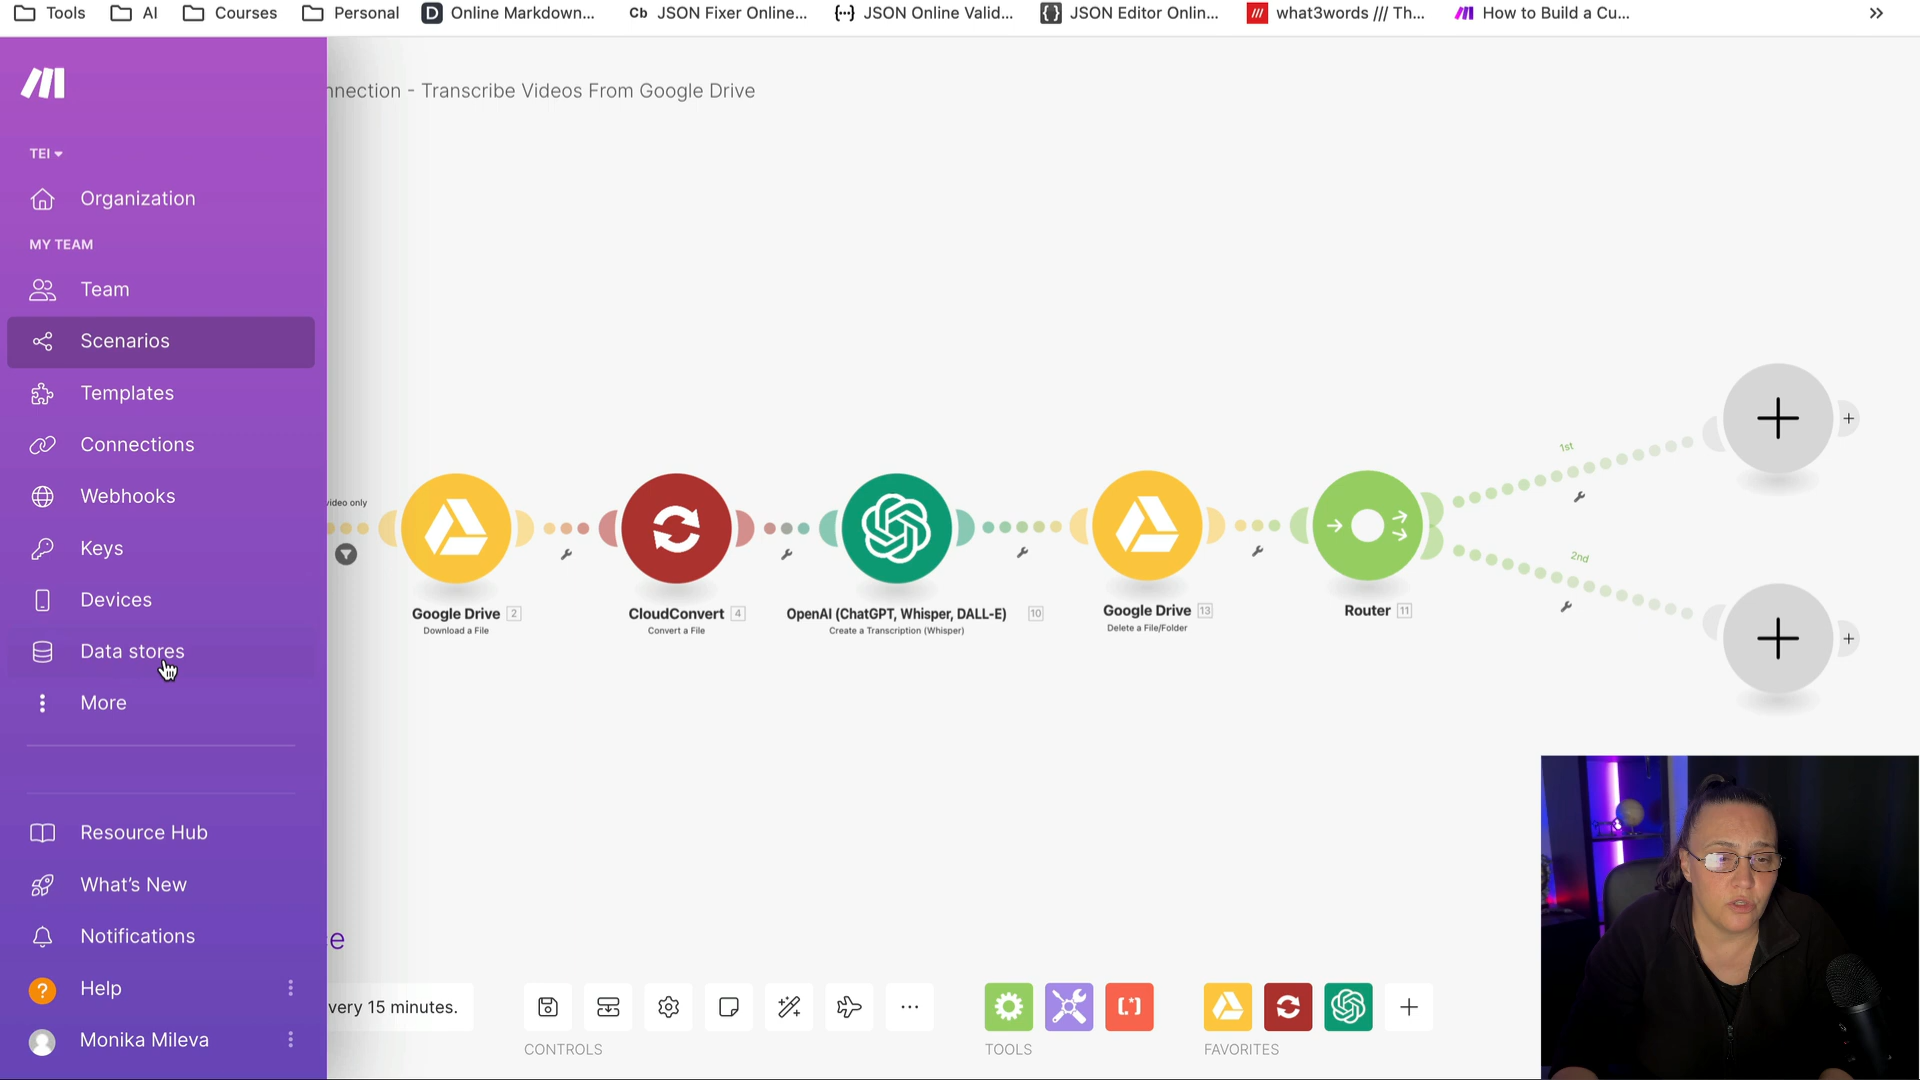 Tools
AI
Courses
Personal
D Online Markdown...
Cb JSON Fixer Online...
{···} JSON Online Valid...
{ } JSON Editor Onlin...
/// what3words /// Th...
How to Build a Cu...
»
nnection - Transcribe Videos From Google Drive
TEI
Organization
MY TEAM
Team
Scenarios
Templates
Connections
Webhooks
Keys
Devices
Data stores
More
Resource Hub
What's New
Notifications
? Help
Monika Mileva
video only
Google Drive 2
Download a File
CloudConvert 4
Convert a File
OpenAI (ChatGPT, Whisper, DALL-E) 10
Create a Transcription (Whisper)
Google Drive 13
Delete a File/Folder
Router 11
1st
2nd
e
very 15 minutes.
CONTROLS
[.*]
TOOLS
FAVORITES